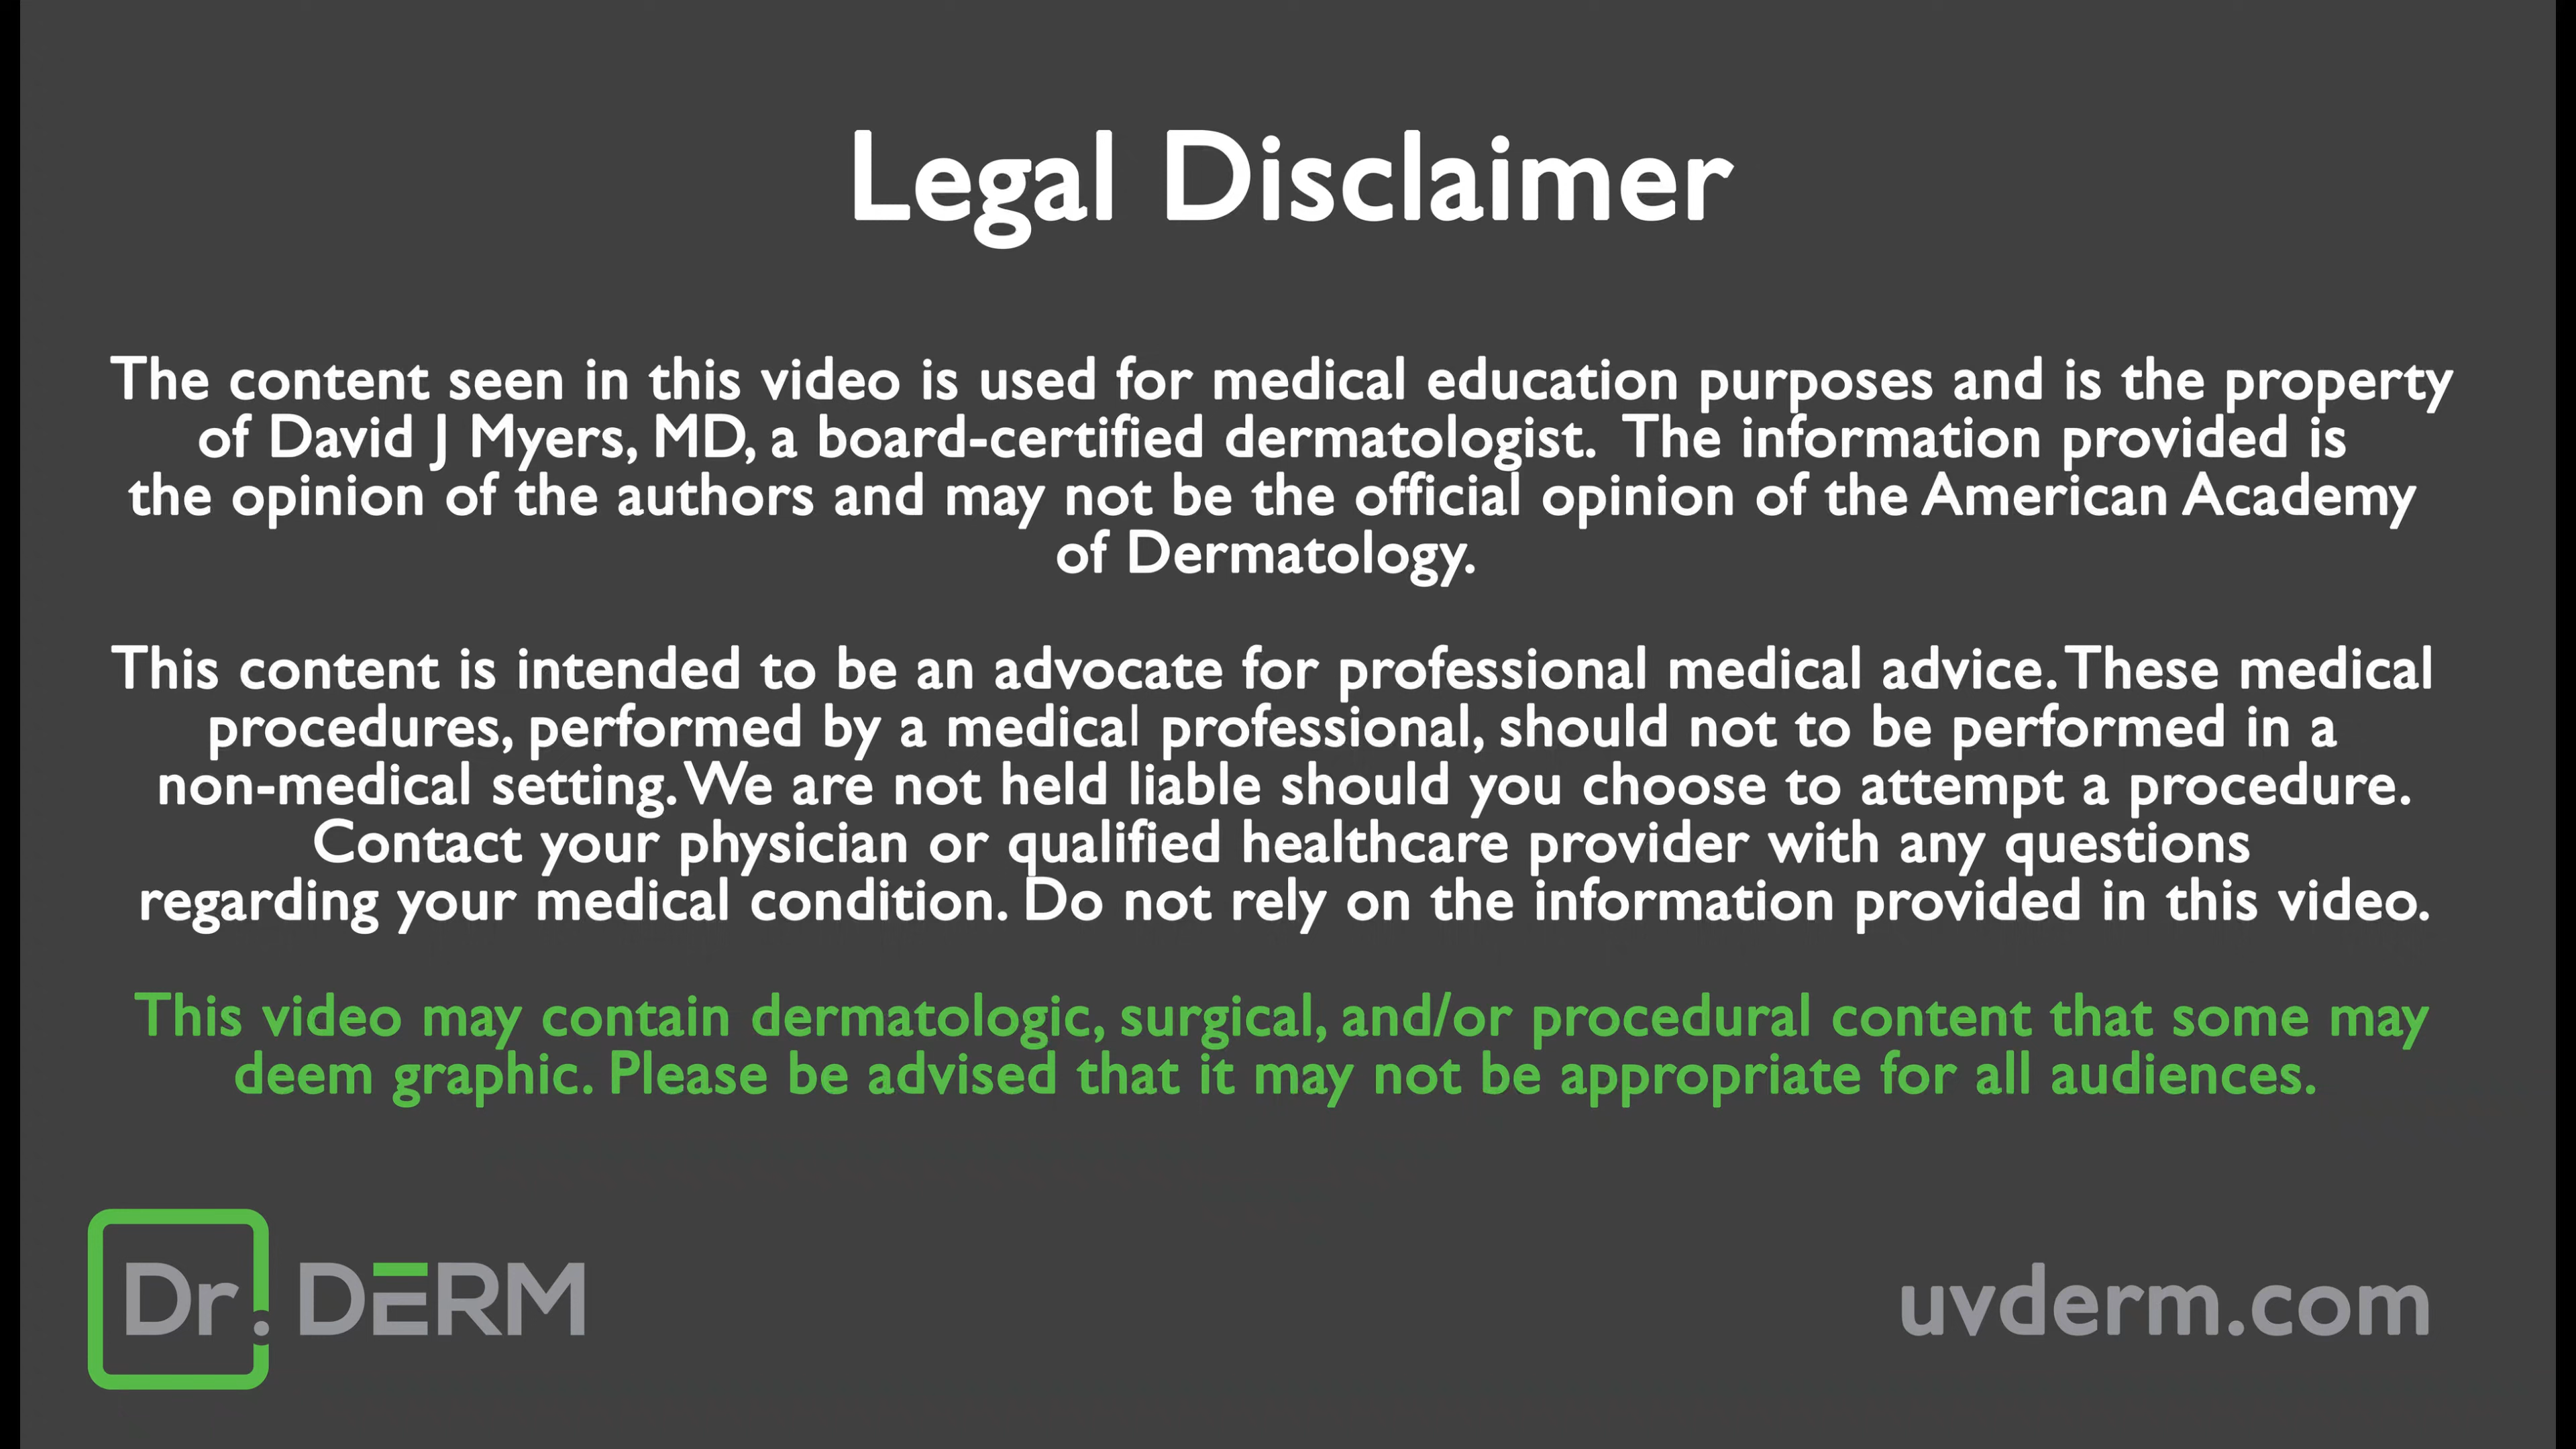 Legal Disclaimer
The content seen in this video is used for medical education purposes and is the property
of David J Myers, MD, a board-certified dermatologist. The information provided is
the opinion of the authors and may not be the official opinion of the American Academy
of Dermatology.
This content is intended to be an advocate for professional medical advice. These medical
procedures, performed by a medical professional, should not to be performed in a
non-medical setting. We are not held liable should you choose to attempt a procedure.
Contact your physician or qualified healthcare provider with any questions
regarding your medical condition. Do not rely on the information provided in this video.
This video may contain dermatologic, surgical, and/or procedural content that some may
deem graphic. Please be advised that it may not be appropriate for all audiences.
Dr. DERM
uvderm.com